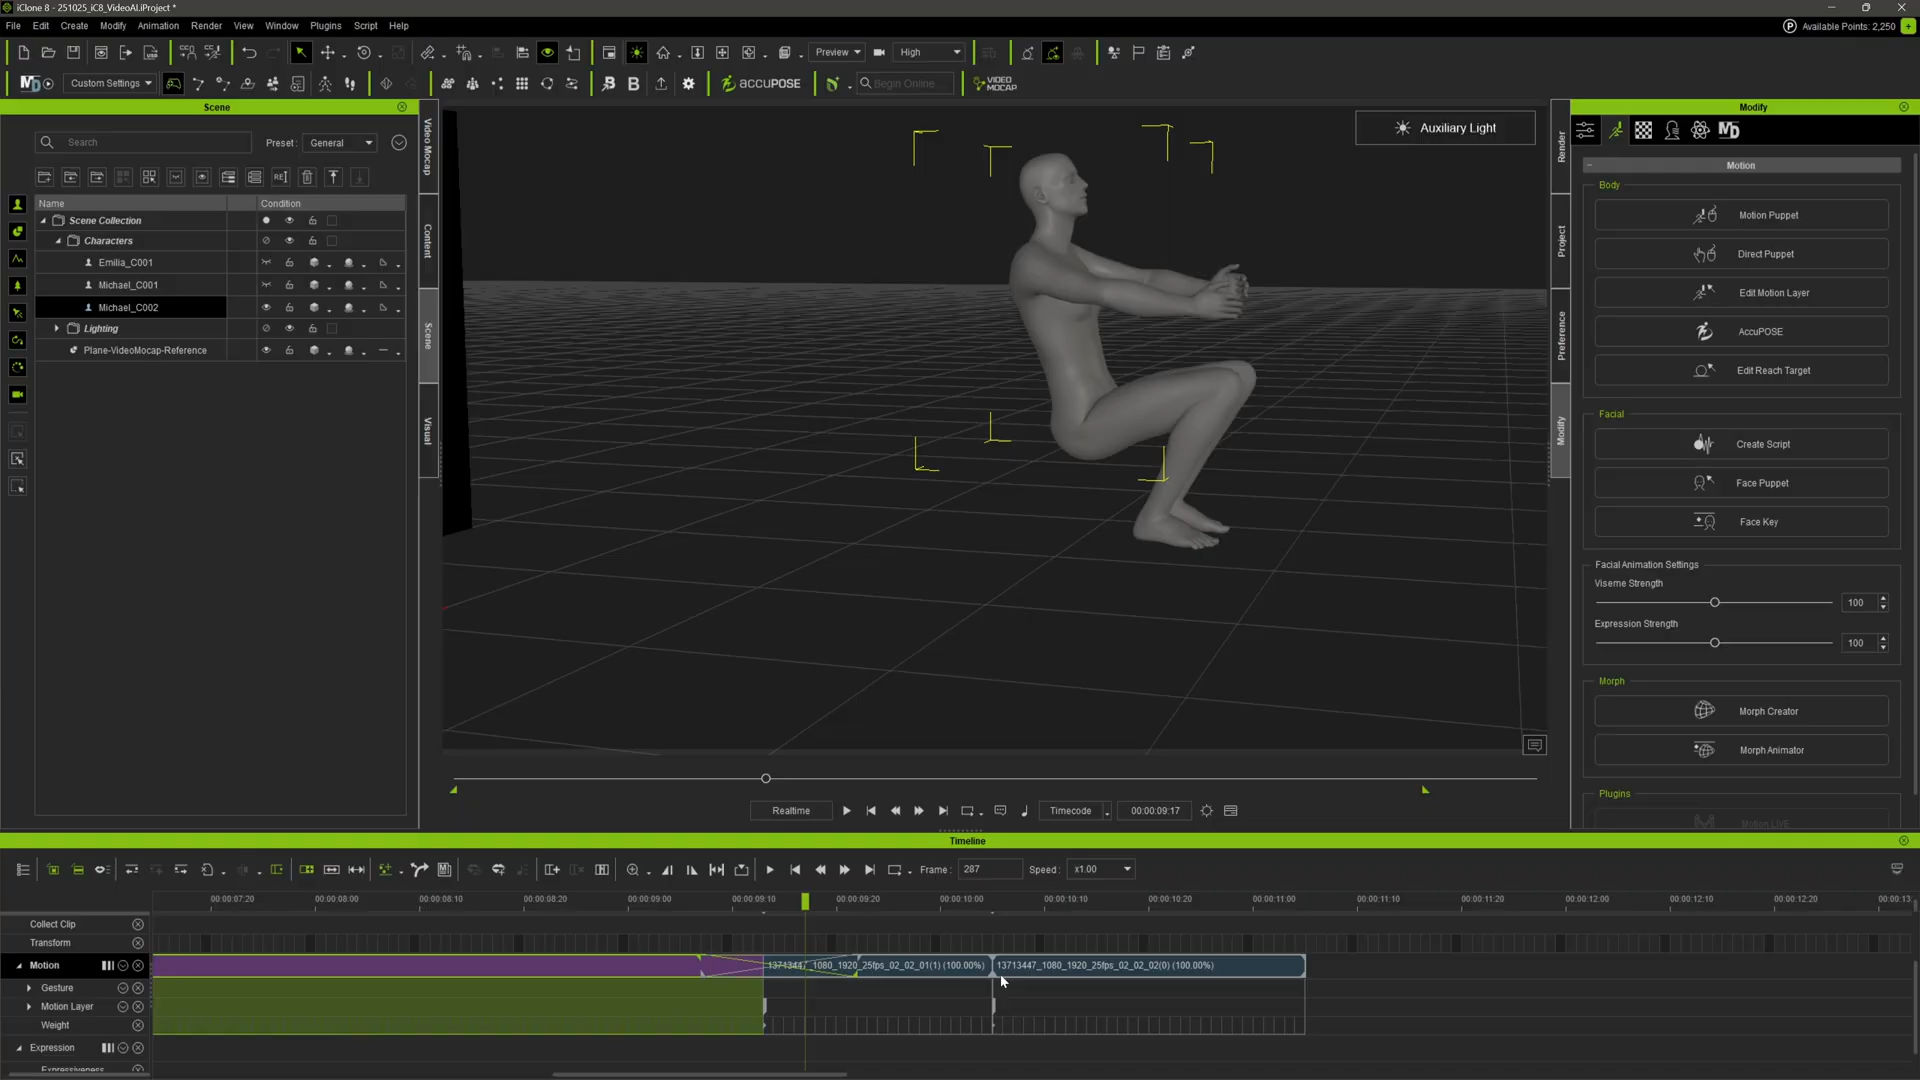 iClone 8 - 251025_iC8_VideoAI.iProject *
File Edit Create Modify Animation Render View Window Plugins Script Help
Available Points: 2,250
Preview High
Custom Settings
ACCUPOSE
Begin Online
VIDEO MOCAP
Scene
Search
Preset: General
Name Condition
Scene Collection
Characters
Emilia_C001
Michael_C001
Michael_C002
Lighting
Plane-VideoMocap-Reference
Video Mocap
Content
Scene
Visual
Auxiliary Light
Render
Project
Preference
Modify
Modify
Motion
Body
Motion Puppet
Direct Puppet
Edit Motion Layer
AccuPOSE
Edit Reach Target
Facial
Create Script
Face Puppet
Face Key
Facial Animation Settings
Viseme Strength
100
Expression Strength
100
Morph
Morph Creator
Morph Animator
Plugins
Motion LIVE
Realtime Timecode 00:00:09:17
Timeline
Frame: 287 Speed: x1.00
00:00:07:20 00:00:08:00 00:00:08:10 00:00:08:20 00:00:09:00 00:00:09:10 00:00:09:20 00:00:10:00 00:00:10:10 00:00:10:20 00:00:11:00 00:00:11:10 00:00:11:20 00:00:12:00 00:00:12:10 00:00:12:20 00:00:13
Collect Clip
Transform
Motion
13713447_1080_1920_25fps_02_02_01(1) (100.00%) 13713447_1080_1920_25fps_02_02_02(0) (100.00%)
Gesture
Motion Layer
Weight
Expression
Expressiveness